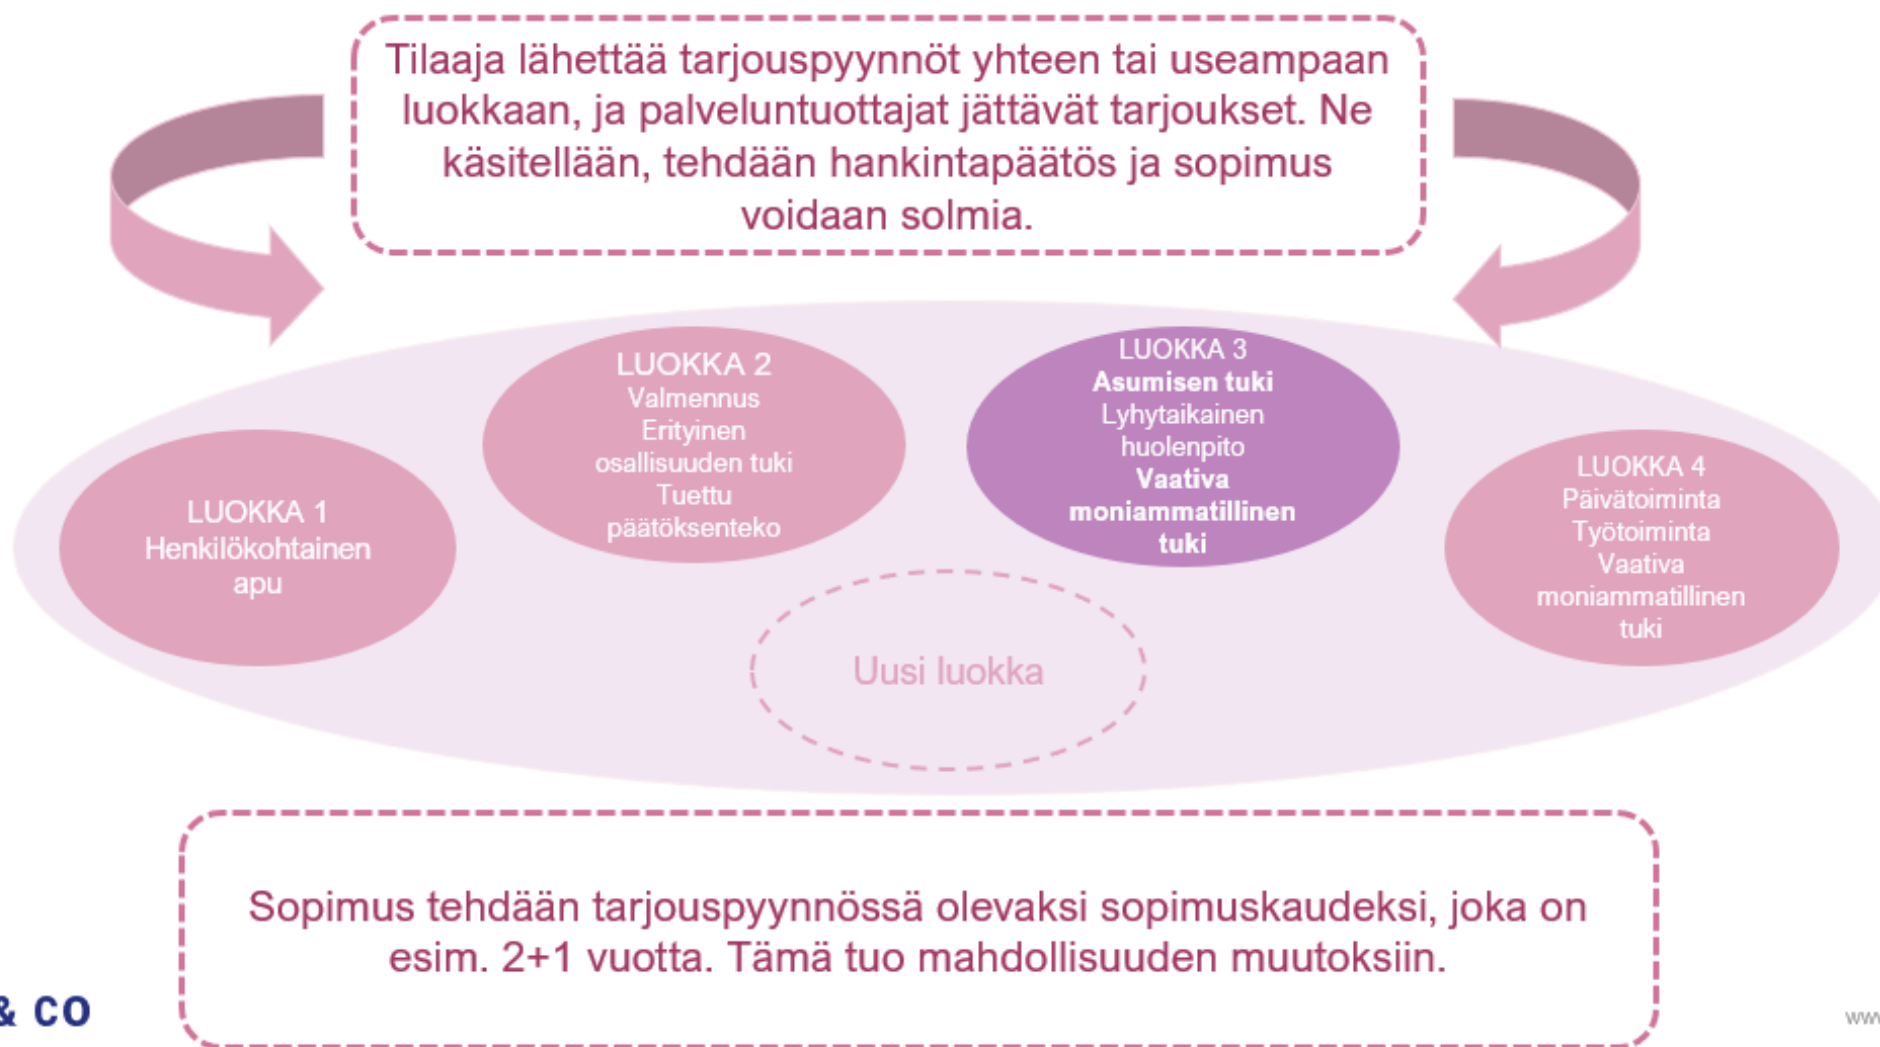 Tilaaja lähettää tarjouspyynnöt yhteen tai useampaan
luokkaan, ja palveluntuottajat jättävät tarjoukset. Ne
käsitellään, tehdään hankintapäätös ja sopimus
voidaan solmia.
LUOKKA 1
Henkilökohtainen
apu
LUOKKA 2
Valmennus
Erityinen
osallisuuden tuki
Tuettu
päätöksenteko
LUOKKA 3
Asumisen tuki
Lyhytaikainen
huolenpito
Vaativa
moniammatillinen
tuki
LUOKKA 4
Päivätoiminta
Työtoiminta
Vaativa
moniammatillinen
tuki
Uusi luokka
Sopimus tehdään tarjouspyynnössä olevaksi sopimuskaudeksi, joka on
esim. 2+1 vuotta. Tämä tuo mahdollisuuden muutoksiin.
& CO
www